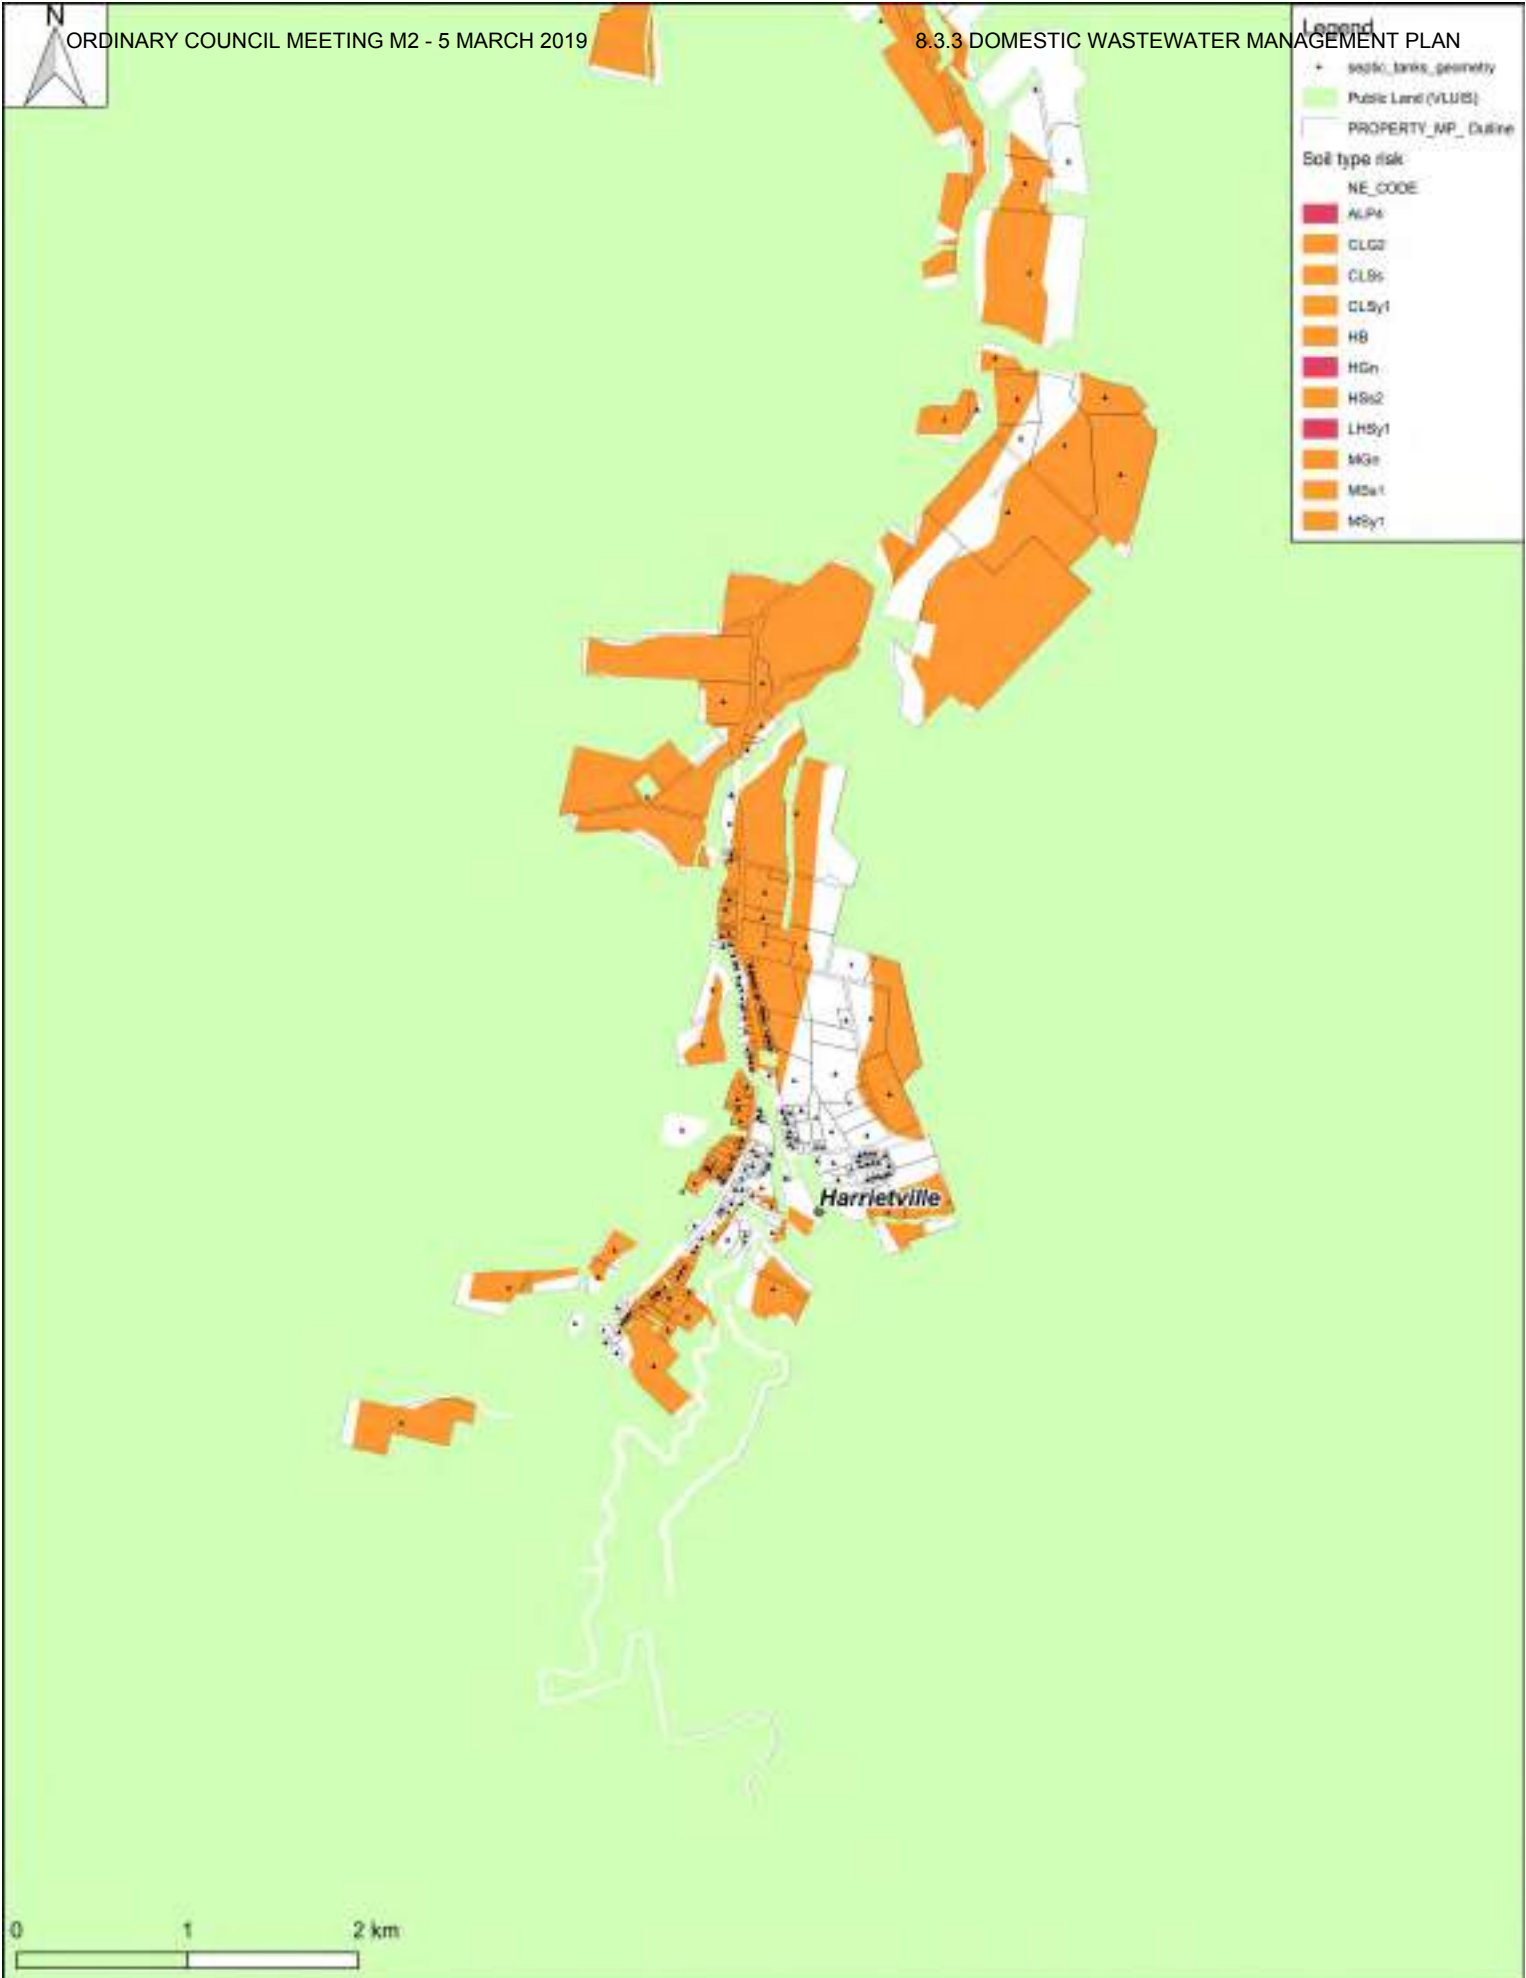 N
ORDINARY COUNCIL MEETING M2 - 5 MARCH 2019
8.3.3 DOMESTIC WASTEWATER MANAGEMENT PLAN
Legend
septic_tanks_geometry
Public Land (VLUIS)
PROPERTY_MP_ Outline
Soil type risk
NE_CODE
ALP4
CLG2
CLSs
CLSy1
HB
HGn
HSs2
LHSy1
MGn
MSs1
MSy1
Harrietville
0 1 2 km